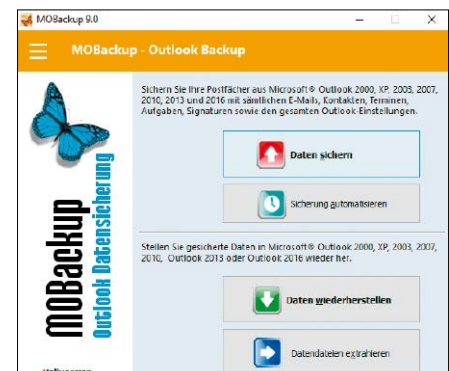 MOBackup 9.0
MOBackup - Outlook Backup
Sichern Sie Ihre Postfächer aus Microsoft® Outlook 2000, XP, 2003, 2007,
2010, 2013 und 2016 mit sämtlichen E-Mails, Kontakten, Terminen,
Aufgaben, Signaturen sowie den gesamten Outlook-Einstellungen.
Daten sichern
Sicherung automatisieren
MOBackup
Outlook Datensicherung
Stellen Sie gesicherte Daten in Microsoft® Outlook 2000, XP, 2003, 2007,
2010, Outlook 2013 oder Outlook 2016 wieder her.
Daten wiederherstellen
Datendateien extrahieren